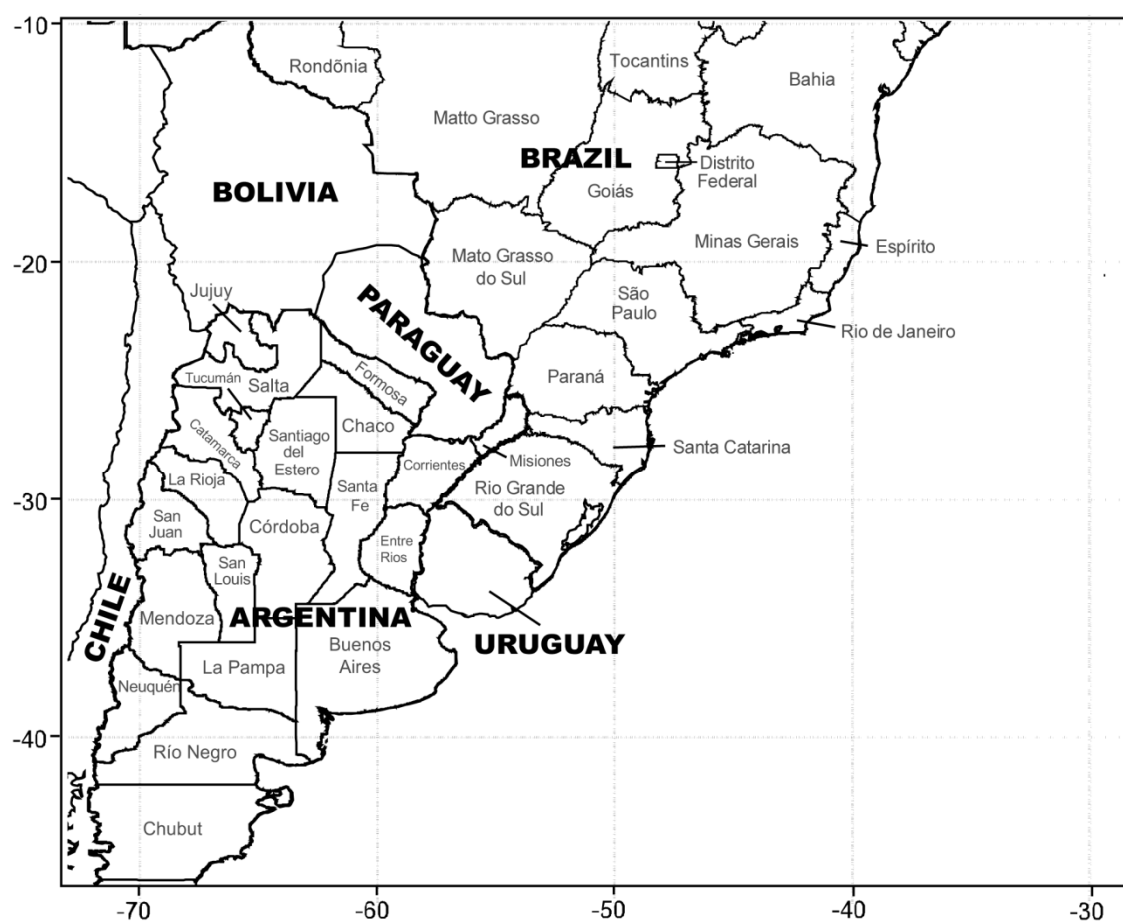 -10
Rondõnia
Tocantins
Bahia
Matto Grasso
BRAZIL
Distrito
Federal
BOLIVIA
Goiás
Minas Gerais
Espírito
Mato Grasso
do Sul
-20
Jujuy
São
Paulo
PARAGUAY
Rio de Janeiro
Tucumán
Salta
Formosa
Paraná
Catamarca
Santiago
del
Estero
Chaco
Santa Catarina
Corrientes
Misiones
La Rioja
Santa
Fe
Rio Grande
do Sul
-30
San
Juan
Córdoba
Entre
Rios
San
Louis
CHILE
Mendoza
ARGENTINA
URUGUAY
Buenos
Aires
La Pampa
Neuquén
-40
Río Negro
Chubut
-70
-60
-50
-40
-30